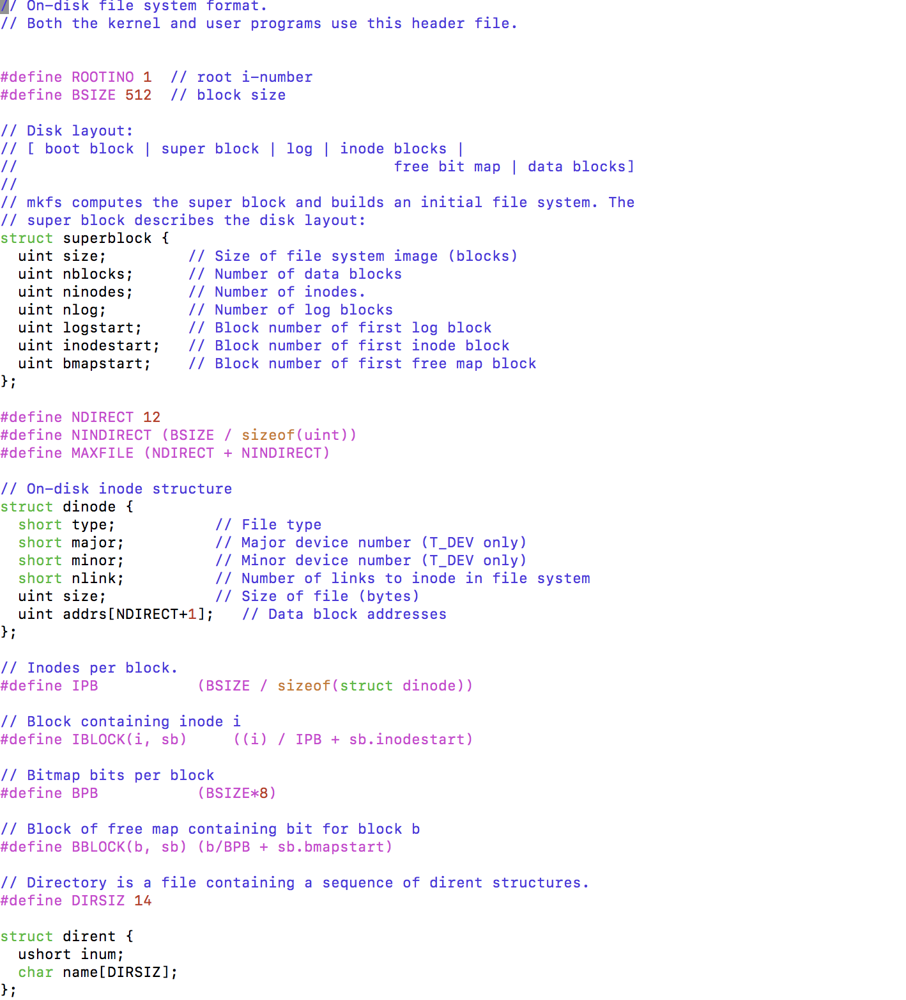 // On-disk file system format.
// Both the kernel and user programs use this header file.


#define ROOTINO 1  // root i-number
#define BSIZE 512  // block size

// Disk layout:
// [ boot block | super block | log | inode blocks |
//                                          free bit map | data blocks]
//
// mkfs computes the super block and builds an initial file system. The
// super block describes the disk layout:
struct superblock {
  uint size;         // Size of file system image (blocks)
  uint nblocks;      // Number of data blocks
  uint ninodes;      // Number of inodes.
  uint nlog;         // Number of log blocks
  uint logstart;     // Block number of first log block
  uint inodestart;   // Block number of first inode block
  uint bmapstart;    // Block number of first free map block
};

#define NDIRECT 12
#define NINDIRECT (BSIZE / sizeof(uint))
#define MAXFILE (NDIRECT + NINDIRECT)

// On-disk inode structure
struct dinode {
  short type;           // File type
  short major;          // Major device number (T_DEV only)
  short minor;          // Minor device number (T_DEV only)
  short nlink;          // Number of links to inode in file system
  uint size;            // Size of file (bytes)
  uint addrs[NDIRECT+1];   // Data block addresses
};

// Inodes per block.
#define IPB           (BSIZE / sizeof(struct dinode))

// Block containing inode i
#define IBLOCK(i, sb)     ((i) / IPB + sb.inodestart)

// Bitmap bits per block
#define BPB           (BSIZE*8)

// Block of free map containing bit for block b
#define BBLOCK(b, sb) (b/BPB + sb.bmapstart)

// Directory is a file containing a sequence of dirent structures.
#define DIRSIZ 14

struct dirent {
  ushort inum;
  char name[DIRSIZ];
};